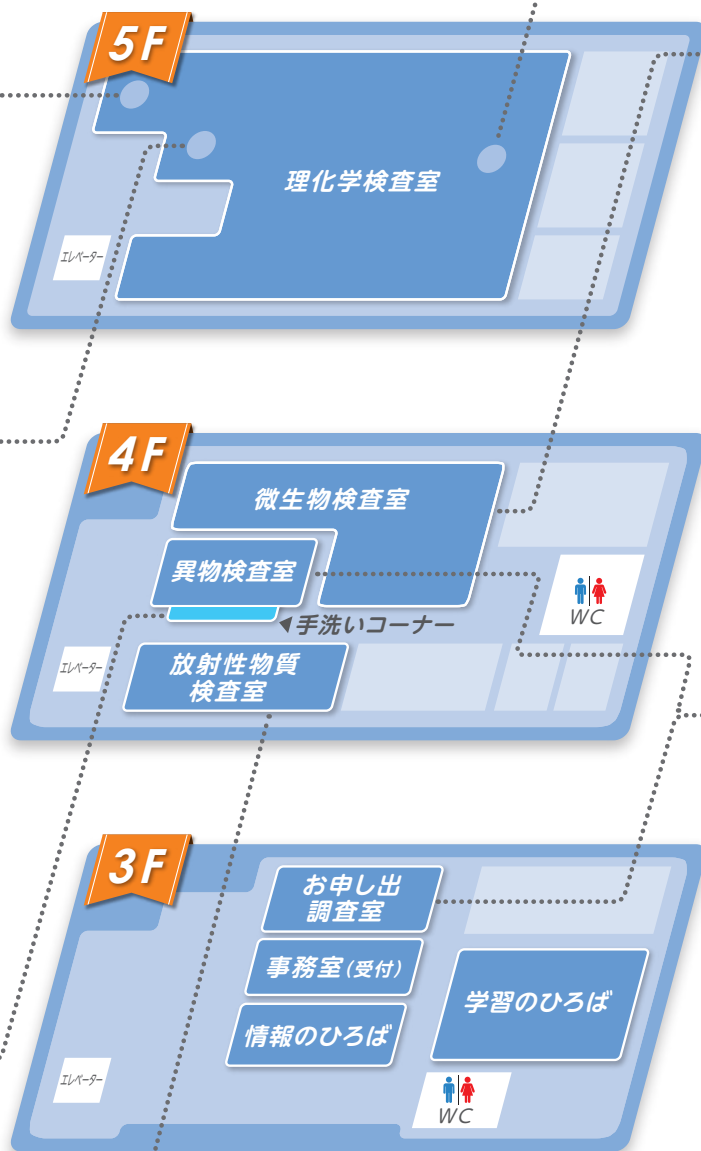 5F
理化学検査室
エレベーター
4F
微生物検査室
異物検査室
WC
◀手洗いコーナー
エレベーター
放射性物質
検査室
3F
お申し出
調査室
事務室(受付)
学習のひろば
情報のひろば
エレベーター
WC